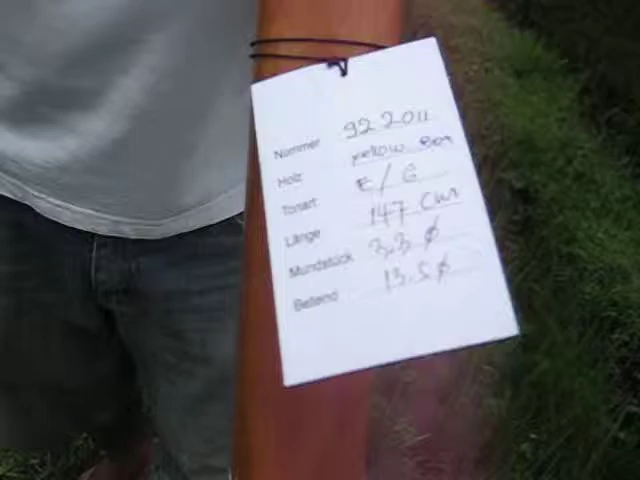 Nummer 92 2011
Holz yellow Box
Tonart E / G
Länge 147 cm
Mundstück 3,3 ø
Bellend 13.5 ø